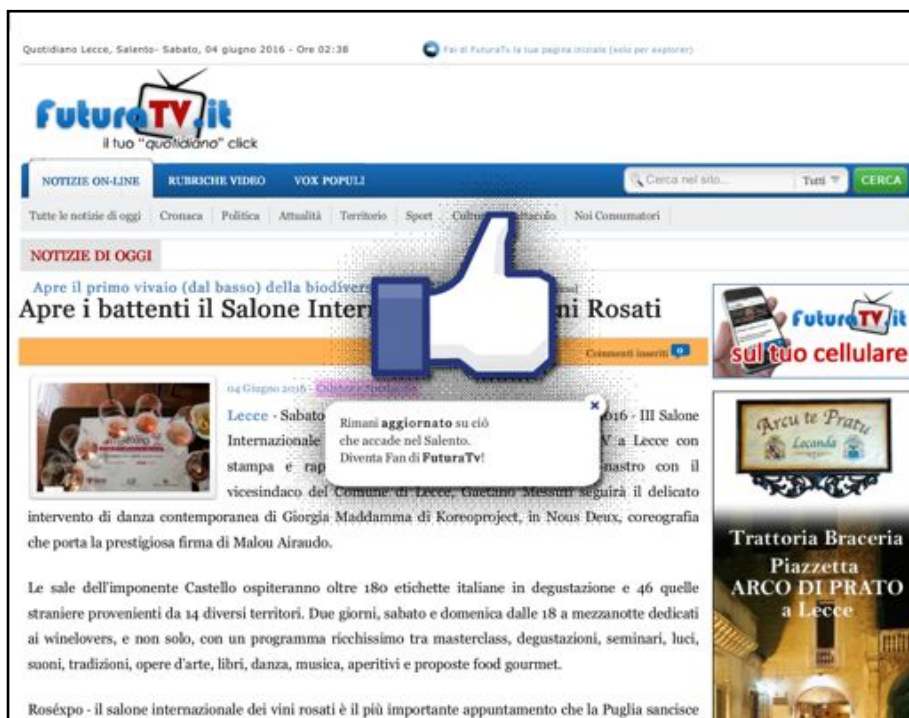 Quotidiano Lecce, Salento- Sabato, 04 giugno 2016 - Ore 02:38
Fai di FuturaTv la tua pagina iniziale (solo per explorer)
FuturaTV.it
il tuo "quotidiano" click
NOTIZIE ON-LINE RUBRICHE VIDEO VOX POPULI
Cerca nel sito... Tutti CERCA
Tutte le notizie di oggi Cronaca Politica Attualità Territorio Sport Noi Consumatori
NOTIZIE DI OGGI
Apre il primo vivaio (dal basso) della
Apre i battenti il Salone Rosati
Commenti inseriti 0
04 Giugno 2016 -
Lecce - Sabato 2016 - III Salone
Internazionale a Lecce con
stampa e nastro con il
vicesindaco del Comune di Lecce, Gaetano Messuti seguirà il delicato
intervento di danza contemporanea di Giorgia Maddamma di Koreoproject, in Nous Deux, coreografia
che porta la prestigiosa firma di Malou Airaudo.
Le sale dell'imponente Castello ospiteranno oltre 180 etichette italiane in degustazione e 46 quelle
straniere provenienti da 14 diversi territori. Due giorni, sabato e domenica dalle 18 a mezzanotte dedicati
ai winelovers, e non solo, con un programma ricchissimo tra masterclass, degustazioni, seminari, luci,
suoni, tradizioni, opere d'arte, libri, danza, musica, aperitivi e proposte food gourmet.
Roséxpo - il salone internazionale dei vini rosati è il più importante appuntamento che la Puglia sancisce
Rimani aggiornato su ciò
che accade nel Salento.
Diventa Fan di FuturaTv!
FuturaTV.it
sul tuo cellulare
Arcu te Pratu
Locanda
Trattoria Braceria
Piazzetta
ARCO DI PRATO
a Lecce